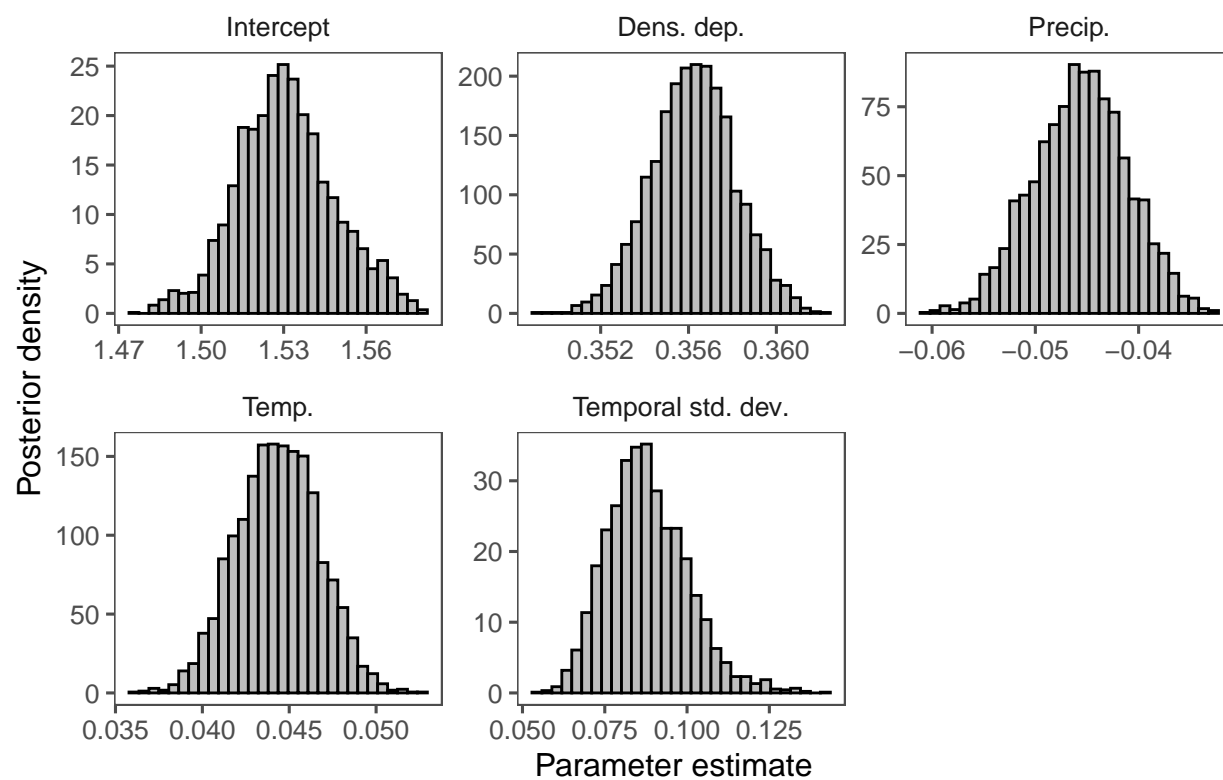 Intercept
Dens. dep.
Precip.
25
20
15
10
5
0
1.47 1.50 1.53 1.56
200
150
100
50
0
0.352 0.356 0.360
75
50
25
0
−0.06 −0.05 −0.04
Posterior density
Temp.
Temporal std. dev.
150
100
50
0
0.035 0.040 0.045 0.050
30
20
10
0
0.050 0.075 0.100 0.125
Parameter estimate